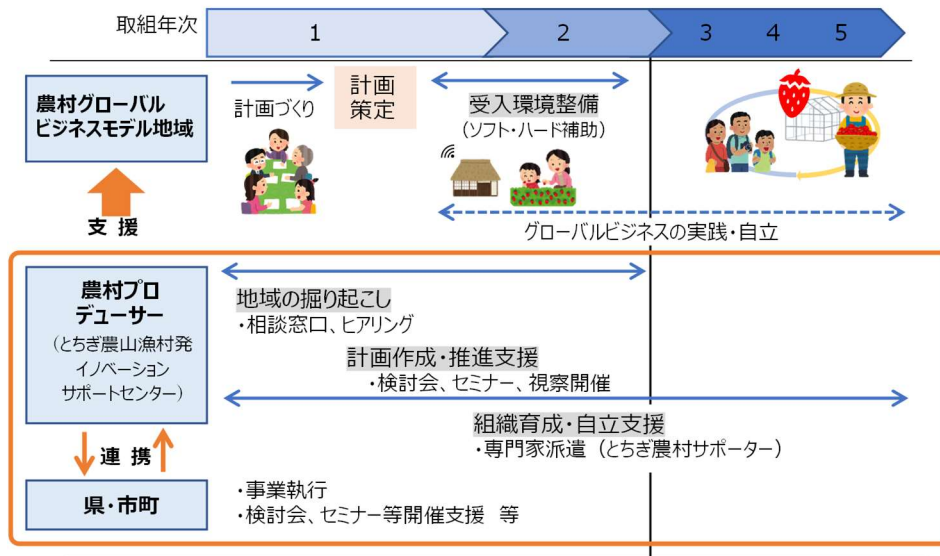 取組年次
1
2
3
4
5
農村グローバル
ビジネスモデル地域
計画づくり
計画
策定
受入環境整備
(ソフト・ハード補助)
グローバルビジネスの実践・自立
支 援
農村プロ
デューサー
(とちぎ農山漁村発
イノベーション
サポートセンター)
地域の掘り起こし
・相談窓口、ヒアリング
計画作成・推進支援
・検討会、セミナー、視察開催
組織育成・自立支援
・専門家派遣 (とちぎ農村サポーター)
連 携
県・市町
・事業執行
・検討会、セミナー等開催支援 等